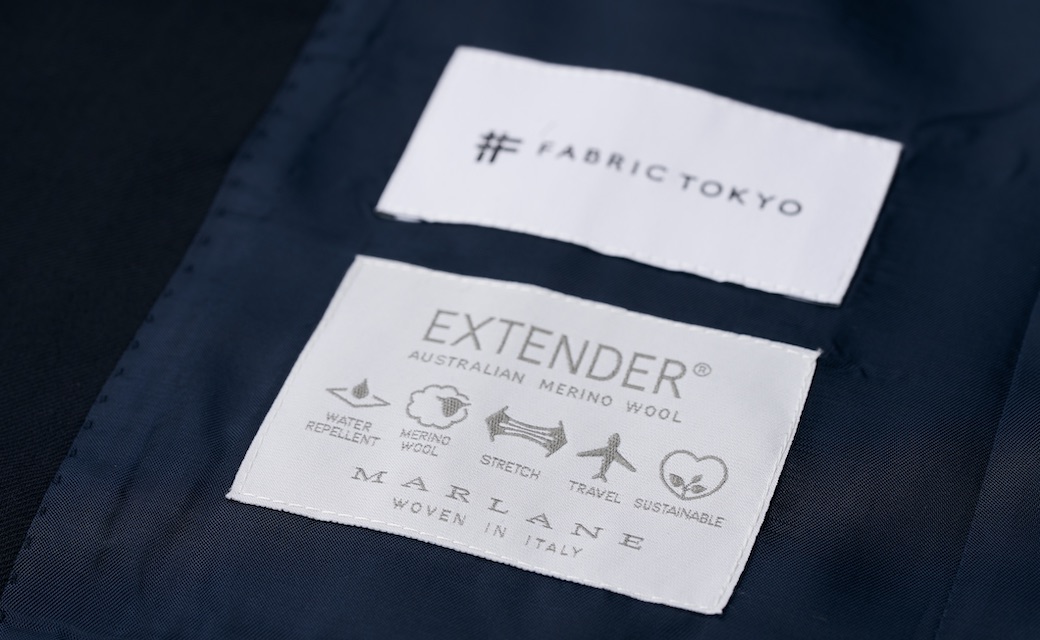 FABRIC TOKYO
EXTENDER®
AUSTRALIAN MERINO WOOL
WATER REPELLENT
MERINO WOOL
STRETCH
TRAVEL
SUSTAINABLE
MARLANE
WOVEN IN ITALY